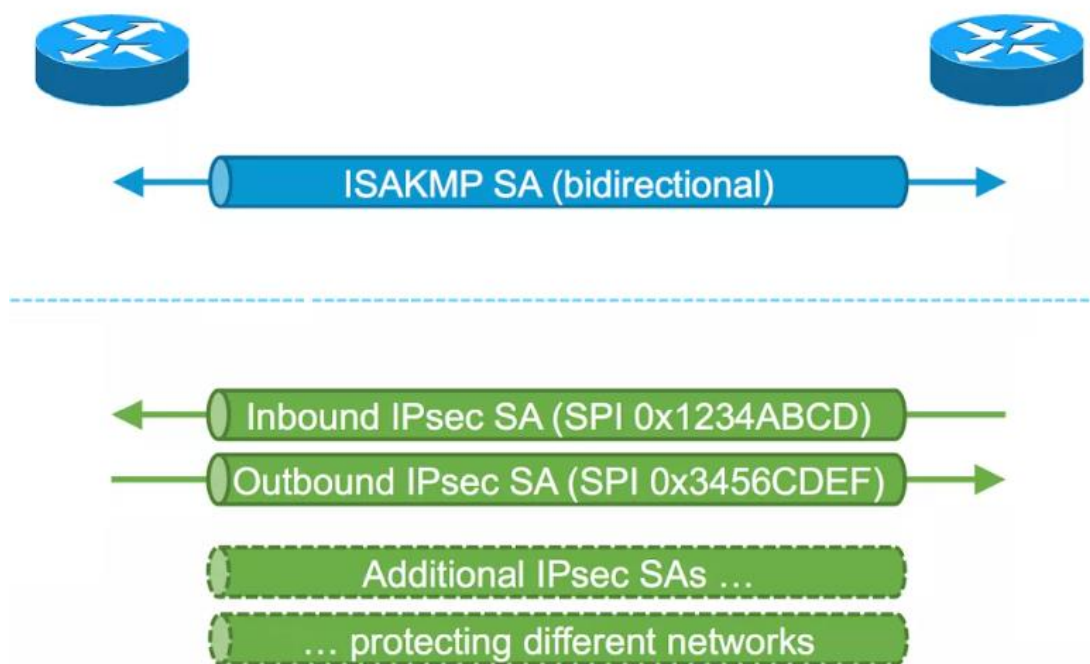 ISAKMP SA (bidirectional)
Inbound IPsec SA (SPI 0x1234ABCD)
Outbound IPsec SA (SPI 0x3456CDEF)
Additional IPsec SAs …
… protecting different networks